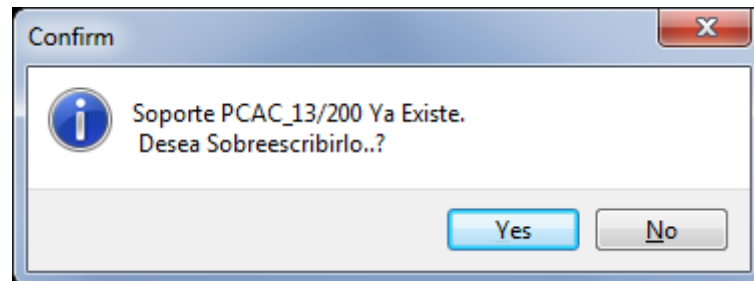 Confirm
Soporte PCAC_13/200 Ya Existe.
Desea Sobreescribirlo..?
Yes
No